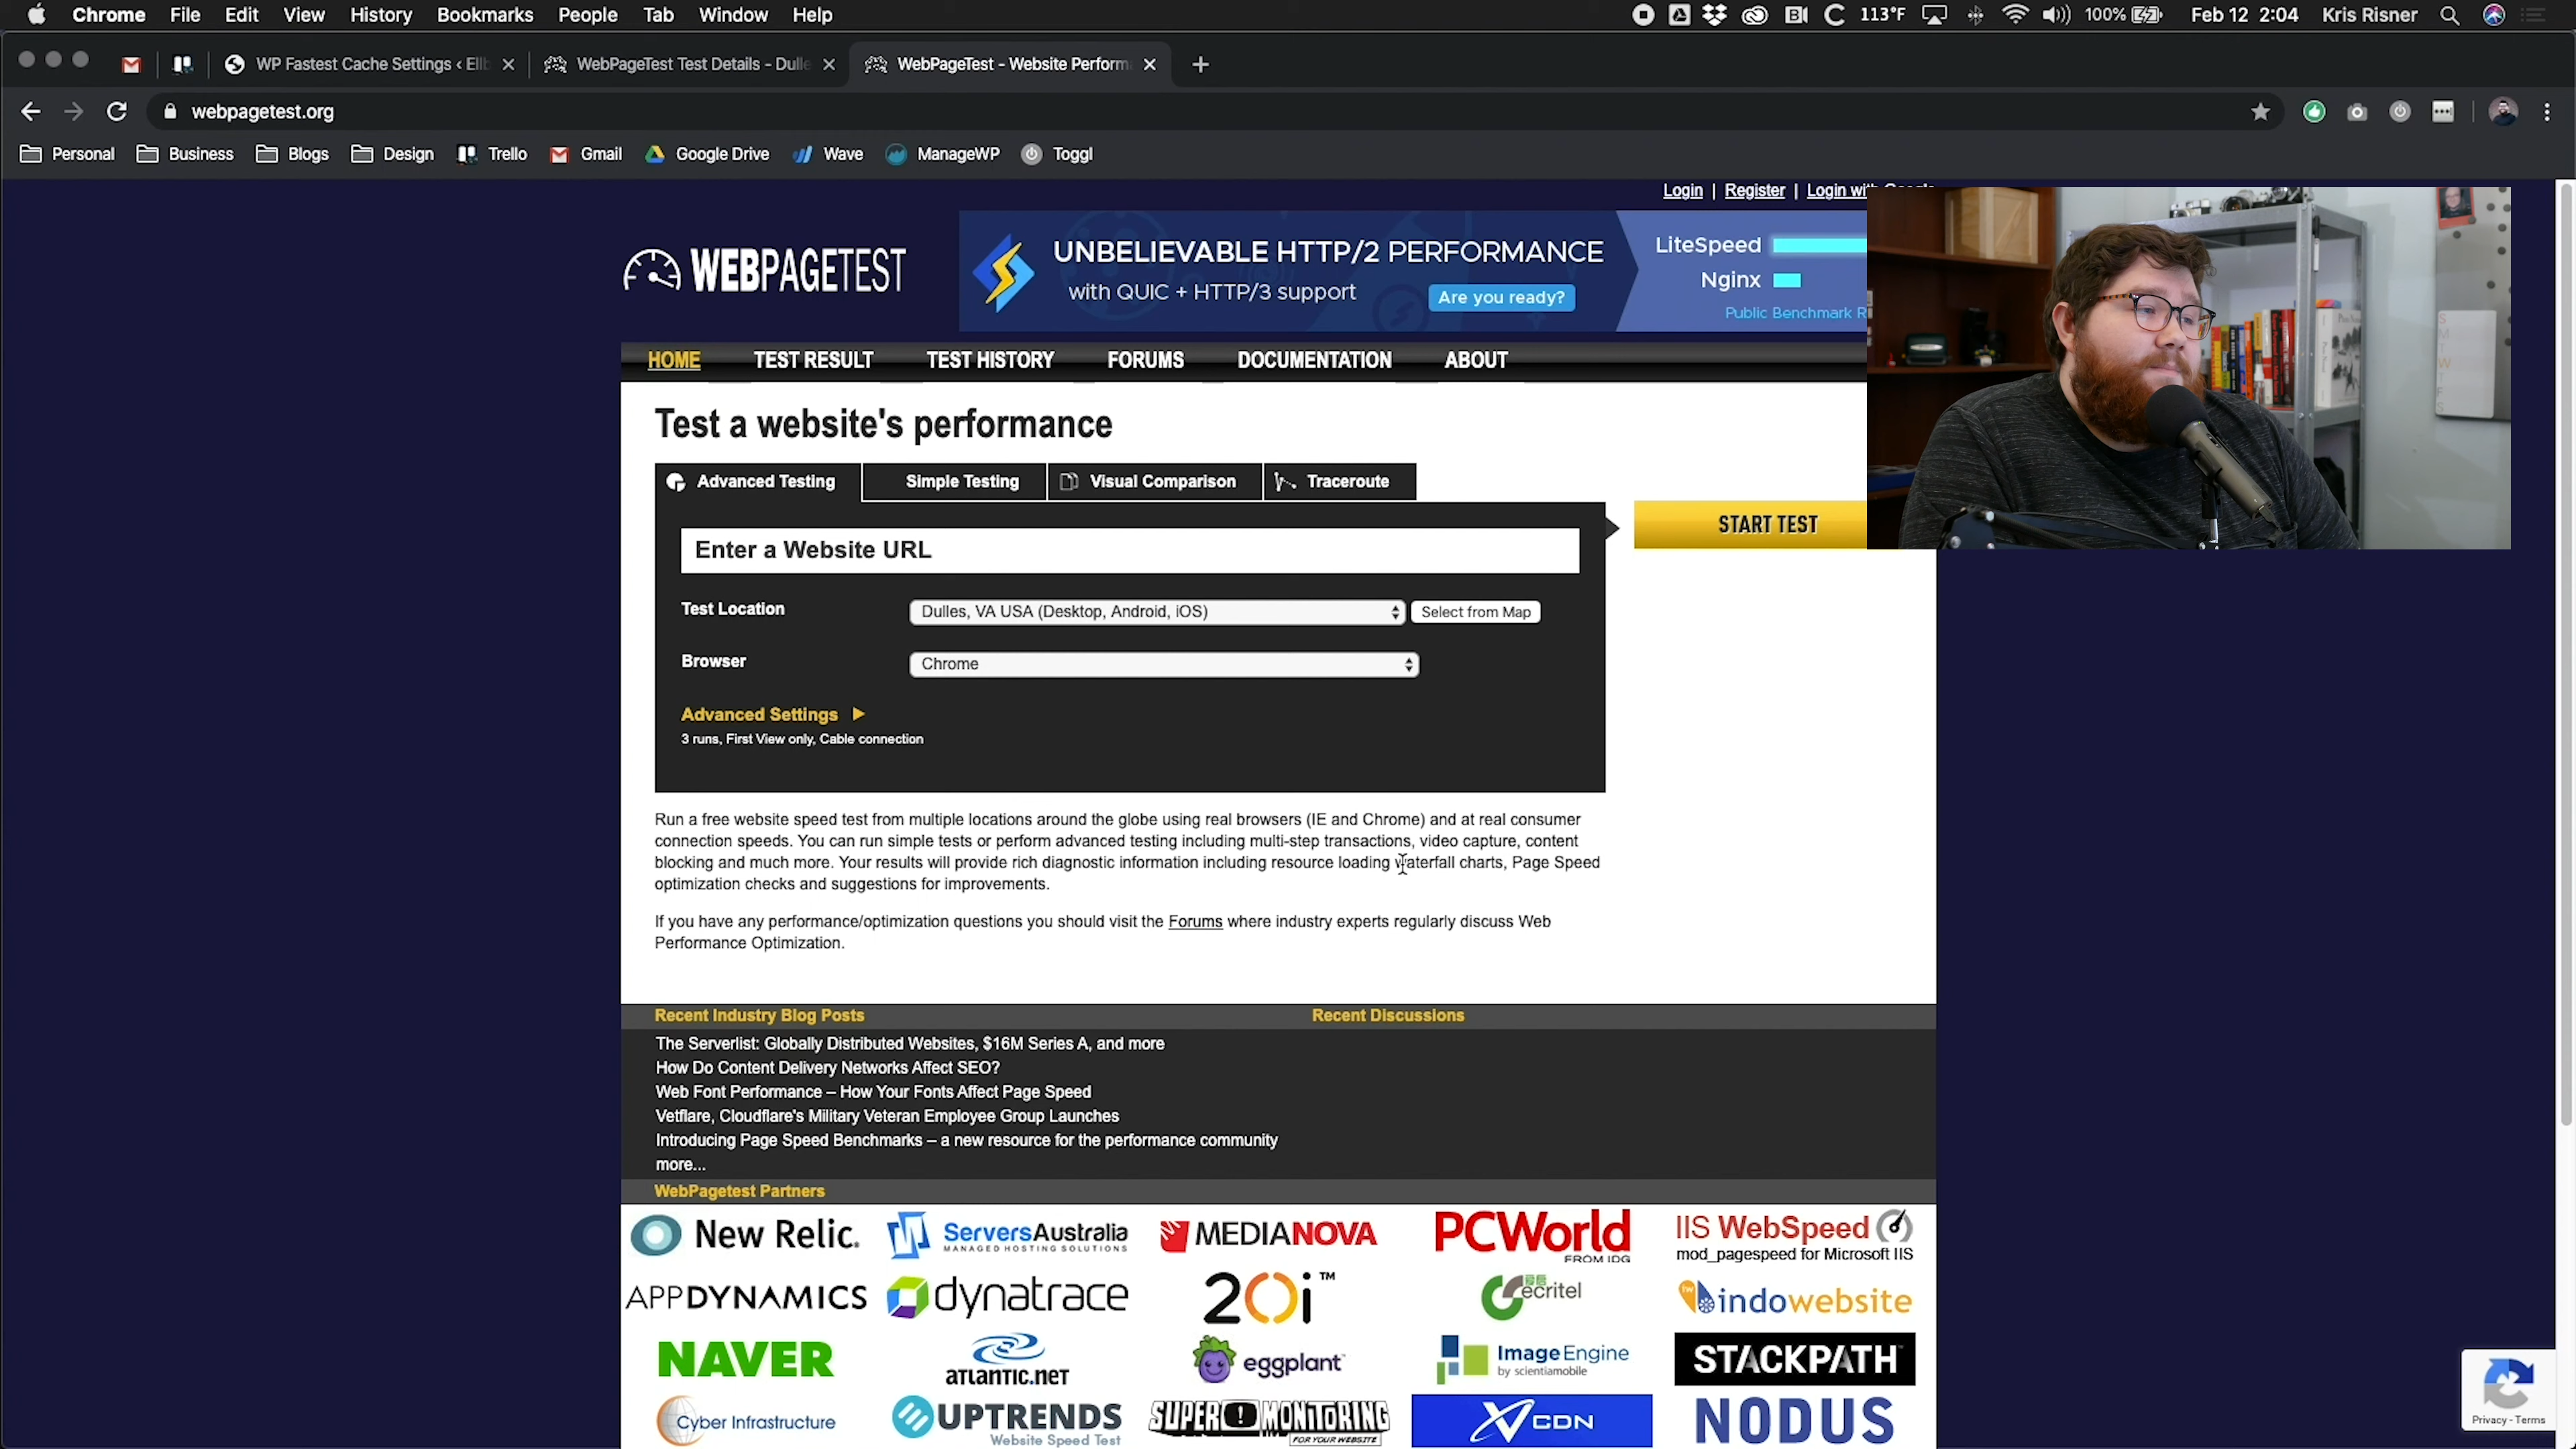 Chrome File Edit View History Bookmarks People Tab Window Help
113°F 100% Feb 12 2:04 Kris Risner
WP Fastest Cache Settings ‹ Ellb
WebPageTest Test Details - Dulle
WebPageTest - Website Perform
webpagetest.org
Personal Business Blogs Design Trello Gmail Google Drive Wave ManageWP Toggl
Login | Register | Login with Google
WEBPAGETEST
UNBELIEVABLE HTTP/2 PERFORMANCE
with QUIC + HTTP/3 support
Are you ready?
LiteSpeed
Nginx
Public Benchmark R
HOME TEST RESULT TEST HISTORY FORUMS DOCUMENTATION ABOUT
Test a website's performance
Advanced Testing Simple Testing Visual Comparison Traceroute
Enter a Website URL
START TEST
Test Location Dulles, VA USA (Desktop, Android, iOS) Select from Map
Browser Chrome
Advanced Settings
3 runs, First View only, Cable connection
Run a free website speed test from multiple locations around the globe using real browsers (IE and Chrome) and at real consumer
connection speeds. You can run simple tests or perform advanced testing including multi-step transactions, video capture, content
blocking and much more. Your results will provide rich diagnostic information including resource loading waterfall charts, Page Speed
optimization checks and suggestions for improvements.
If you have any performance/optimization questions you should visit the Forums where industry experts regularly discuss Web
Performance Optimization.
Recent Industry Blog Posts Recent Discussions
The Serverlist: Globally Distributed Websites, $16M Series A, and more
How Do Content Delivery Networks Affect SEO?
Web Font Performance – How Your Fonts Affect Page Speed
Vetflare, Cloudflare's Military Veteran Employee Group Launches
Introducing Page Speed Benchmarks – a new resource for the performance community
more...
WebPagetest Partners
New Relic.
ServersAustralia
MANAGED HOSTING SOLUTIONS
MEDIANOVA
PCWorld
FROM IDG
IIS WebSpeed
mod_pagespeed for Microsoft IIS
APPDYNAMICS
dynatrace
20i™
ecritel
indowebsite
NAVER
ATLANTIC.NET
eggplant
ImageEngine
by scientiamobile
STACKPATH
Cyber Infrastructure
UPTRENDS
Website Speed Test
SUPER MONITORING
FOR YOUR WEBSITE
CDN
NODUS
Privacy - Terms